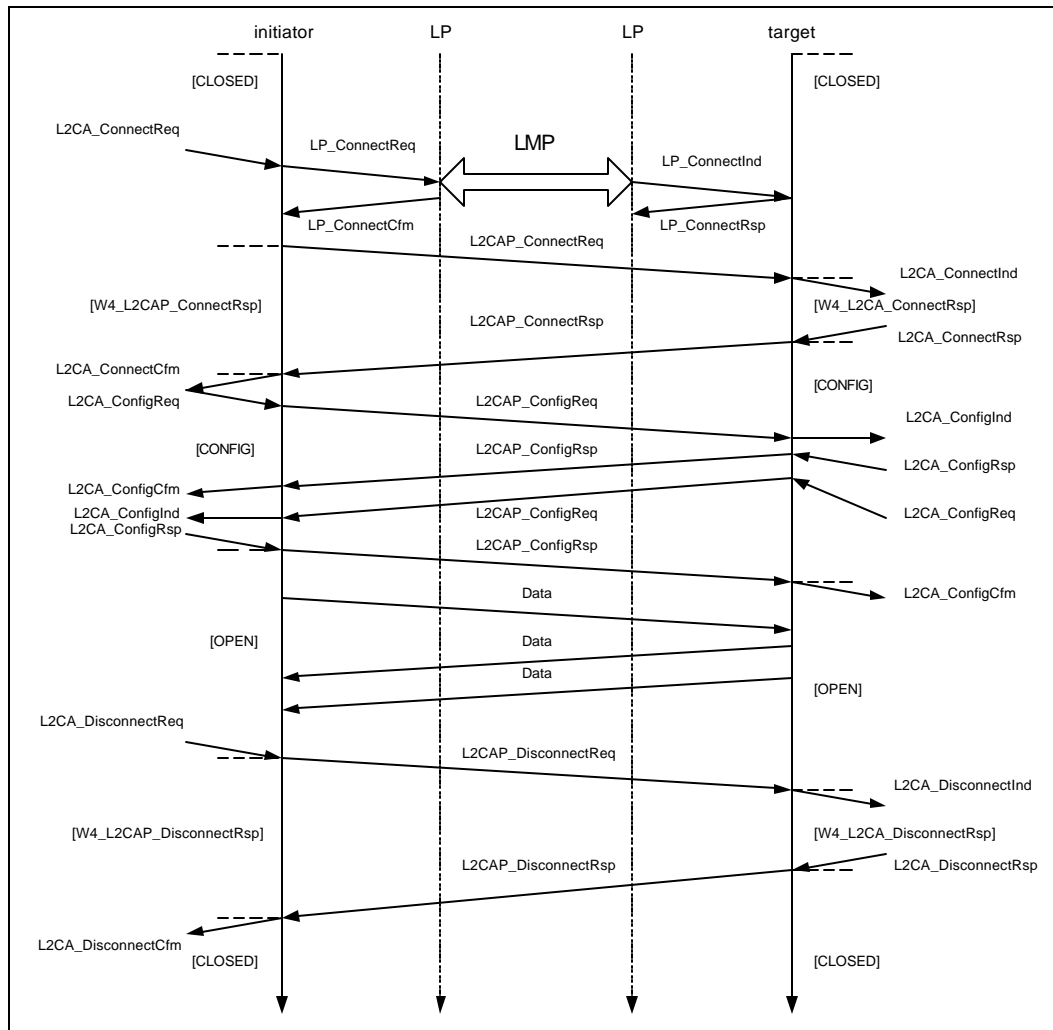 initiator LP LP target
[CLOSED] [CLOSED]
L2CA_ConnectReq
LP_ConnectReq LMP LP_ConnectInd
LP_ConnectCfm LP_ConnectRsp
L2CAP_ConnectReq
L2CA_ConnectInd
[W4_L2CAP_ConnectRsp] [W4_L2CA_ConnectRsp]
L2CAP_ConnectRsp
L2CA_ConnectRsp
L2CA_ConnectCfm
[CONFIG]
L2CA_ConfigReq L2CAP_ConfigReq
L2CA_ConfigInd
[CONFIG] L2CAP_ConfigRsp
L2CA_ConfigRsp
L2CA_ConfigCfm
L2CA_ConfigInd L2CAP_ConfigReq L2CA_ConfigReq
L2CA_ConfigRsp
L2CAP_ConfigRsp
L2CA_ConfigCfm
Data
[OPEN] Data
Data
[OPEN]
L2CA_DisconnectReq
L2CAP_DisconnectReq
L2CA_DisconnectInd
[W4_L2CAP_DisconnectRsp] [W4_L2CA_DisconnectRsp]
L2CAP_DisconnectRsp L2CA_DisconnectRsp
L2CA_DisconnectCfm
[CLOSED] [CLOSED]